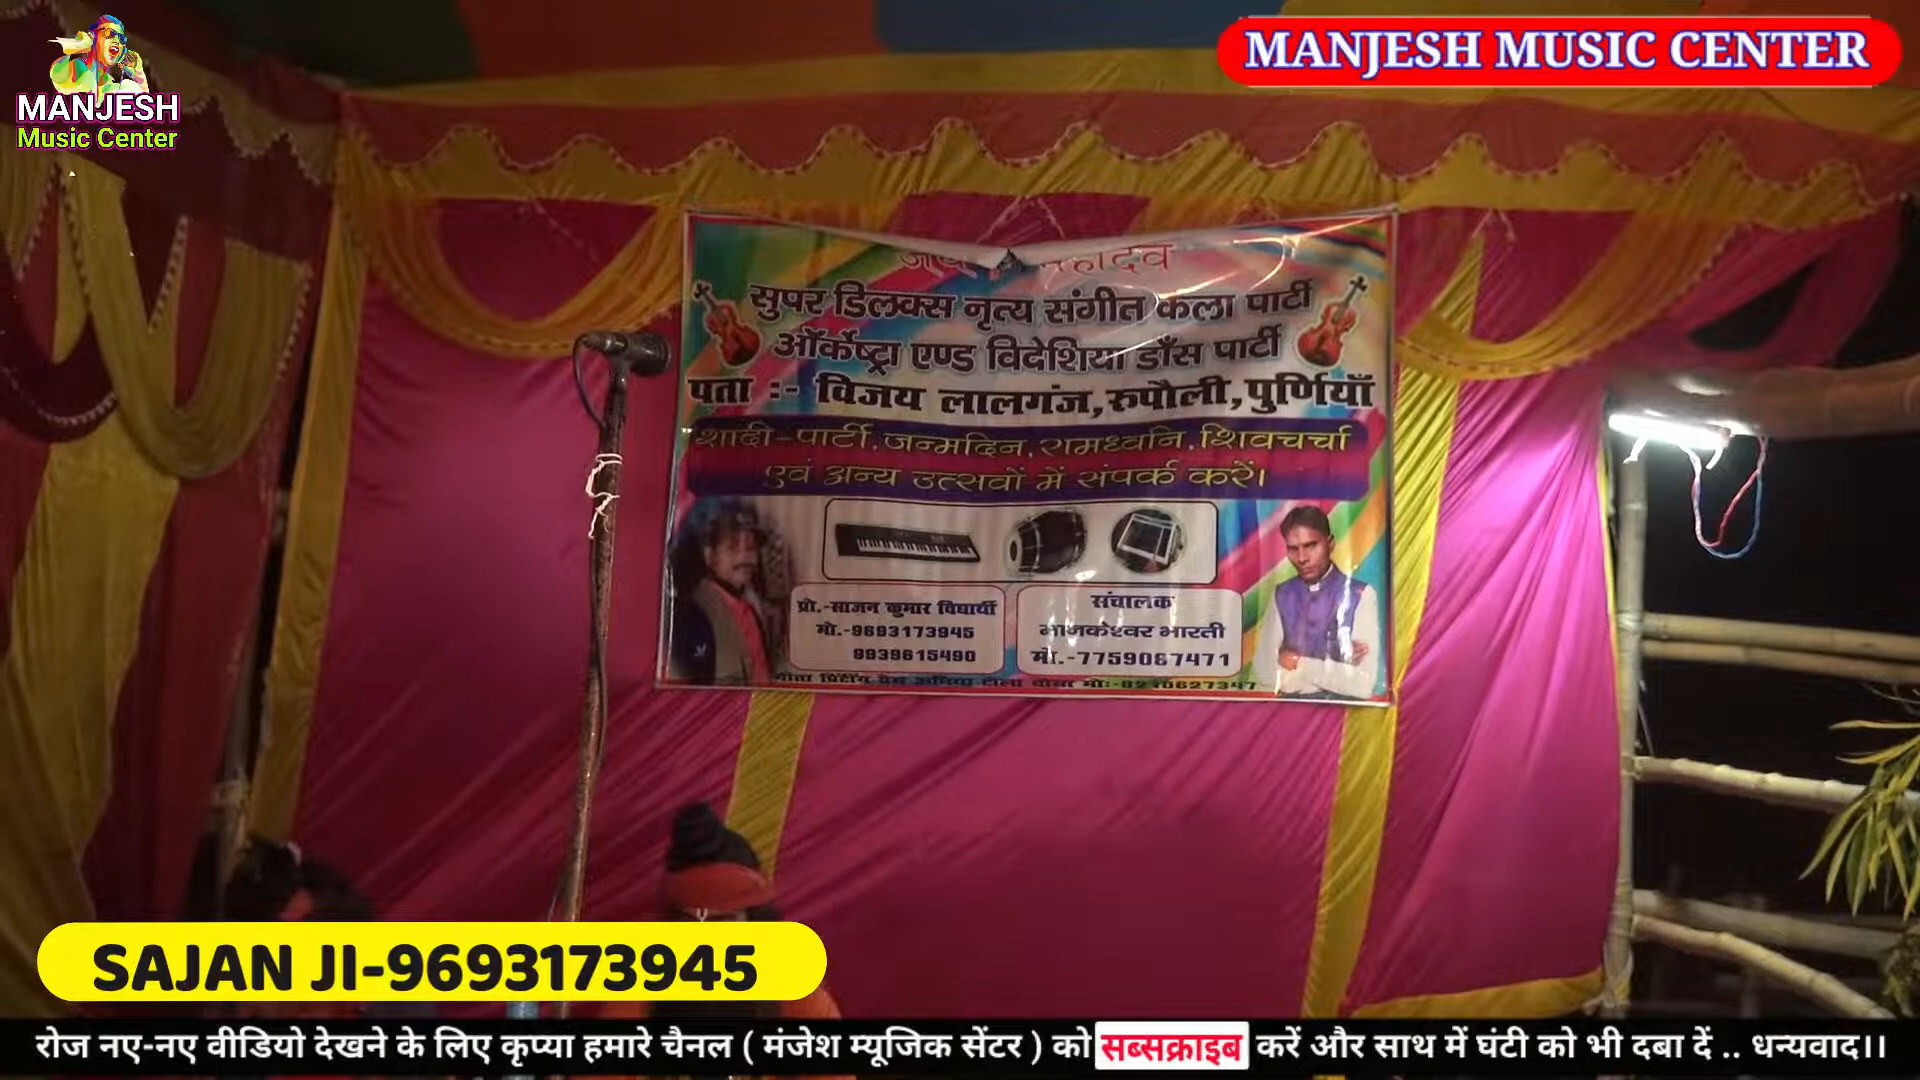 MANJESH
Music Center
MANJESH MUSIC CENTER
सुपर डिलक्स नृत्य संगीत कला पार्टी
ऑर्केष्ट्रा एण्ड विदेशिया डाँस पार्टी
पता :- विजय लालगंज,रुपौली,पुर्णियाँ
शादी-पार्टी,जन्मदिन,रामध्वनि,शिवचर्चा
एवं अन्य उत्सवों में संपर्क करें।
प्रो.-साजन कुमार विद्यार्थी
मो.-9693173945
संचालक
भारती
मो.-7759087471
SAJAN JI-9693173945
रोज नए-नए वीडियो देखने के लिए कृप्या हमारे चैनल ( मंजेश म्यूजिक सेंटर ) को सब्सक्राइब करें और साथ में घंटी को भी दबा दें .. धन्यवाद।।